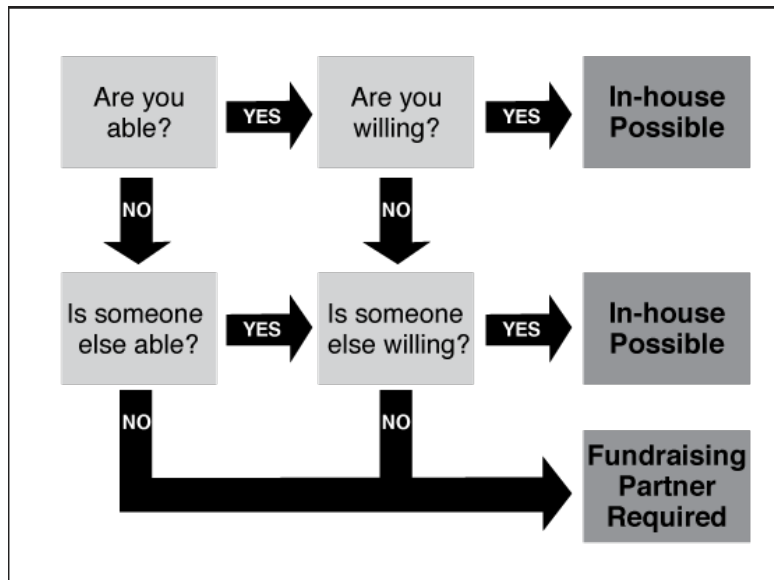 Are you
able?
YES
Are you
willing?
YES
In-house
Possible
NO
NO
Is someone
else able?
YES
Is someone
else willing?
YES
In-house
Possible
NO
NO
Fundraising
Partner
Required